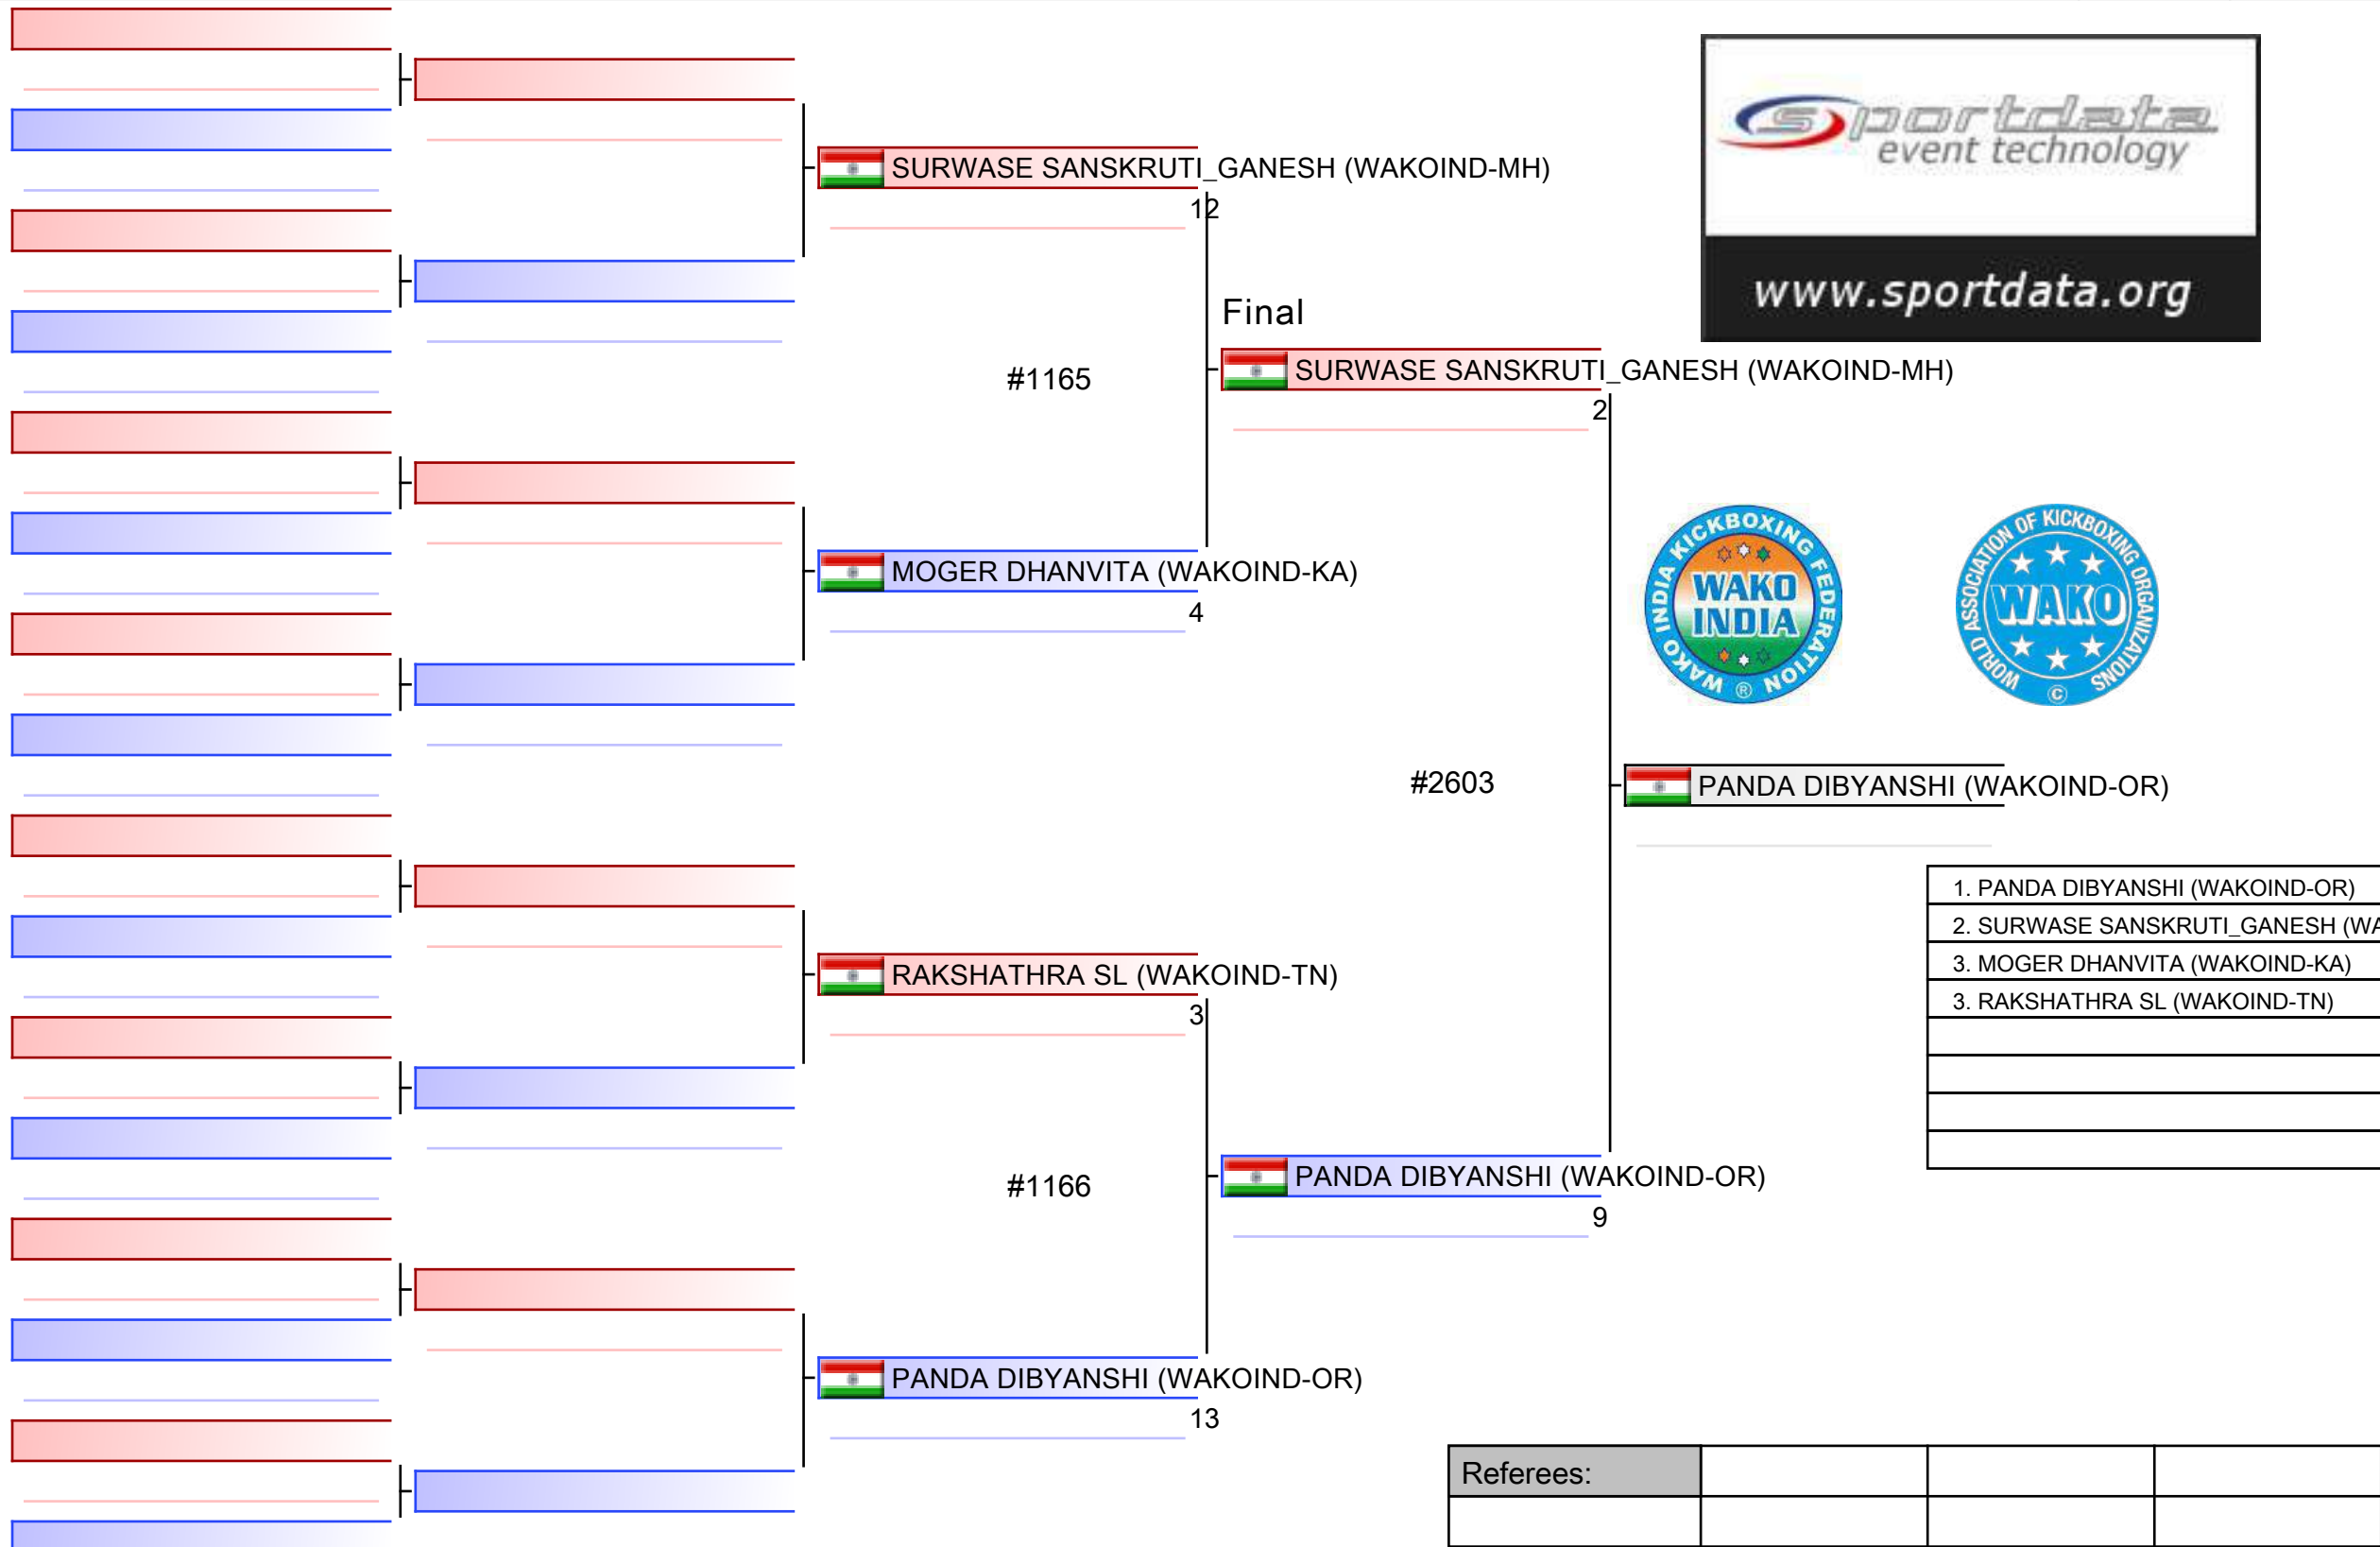 sportdata
event technology
www.sportdata.org
SURWASE SANSKRUTI_GANESH (WAKOIND-MH)
12
Final
#1165
SURWASE SANSKRUTI_GANESH (WAKOIND-MH)
2
WAKO INDIA KICKBOXING FEDERATION
WAKO
INDIA
®
WORLD ASSOCIATION OF KICKBOXING ORGANIZATIONS
WAKO
©
MOGER DHANVITA (WAKOIND-KA)
4
#2603
PANDA DIBYANSHI (WAKOIND-OR)
1. PANDA DIBYANSHI (WAKOIND-OR)
2. SURWASE SANSKRUTI_GANESH (WA
3. MOGER DHANVITA (WAKOIND-KA)
3. RAKSHATHRA SL (WAKOIND-TN)
RAKSHATHRA SL (WAKOIND-TN)
3
#1166
PANDA DIBYANSHI (WAKOIND-OR)
9
PANDA DIBYANSHI (WAKOIND-OR)
13
Referees: